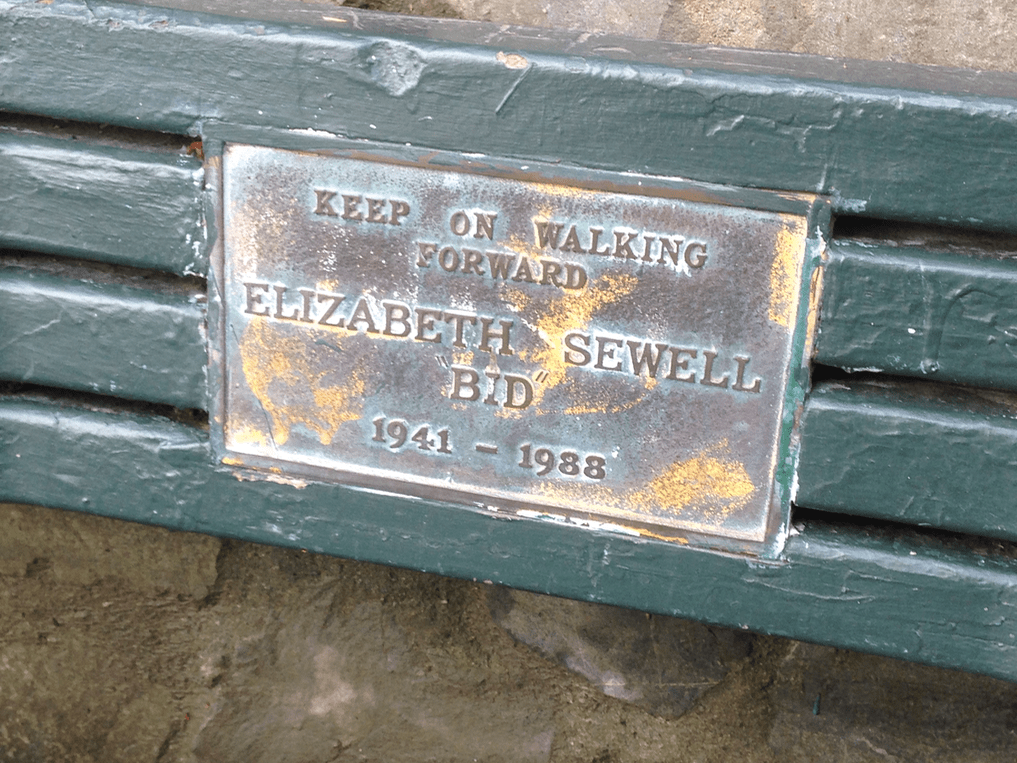 KEEP ON WALKING
FORWARD
ELIZABETH SEWELL
"BID"
1941 - 1988